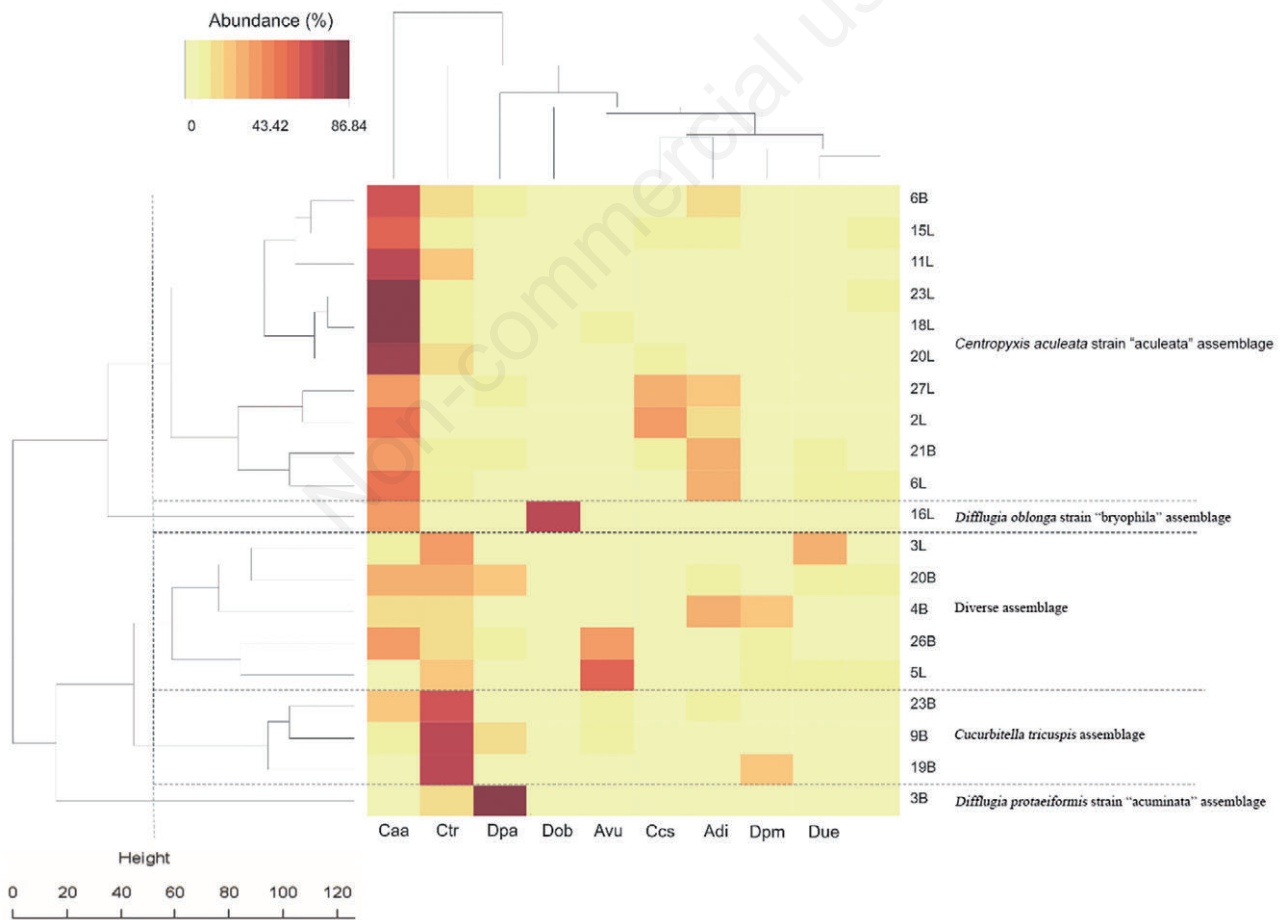 Abundance (%)
0 43.42 86.84
Non-commercial us
6B
15L
11L
23L
18L
20L
Centropyxis aculeata strain "aculeata" assemblage
27L
2L
21B
6L
16L
Difflugia oblonga strain “bryophila” assemblage
3L
20B
4B
Diverse assemblage
26B
5L
23B
9B
Cucurbitella tricuspis assemblage
19B
3B
Difflugia protaeiformis strain “acuminata” assemblage
Caa Ctr Dpa Dob Avu Ccs Adi Dpm Due
Height
0 20 40 60 80 100 120